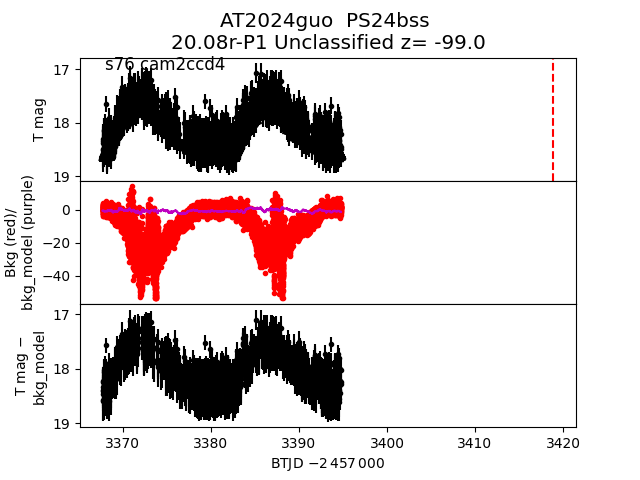 AT2024guo  PS24bss
20.08r-P1 Unclassified z= -99.0
s76 cam2ccd4
T mag
17
18
19
Bkg (red)/
bkg_model (purple)
0
−20
−40
T mag −
bkg_model
17
18
19
3370 3380 3390 3400 3410 3420
BTJD −2 457 000